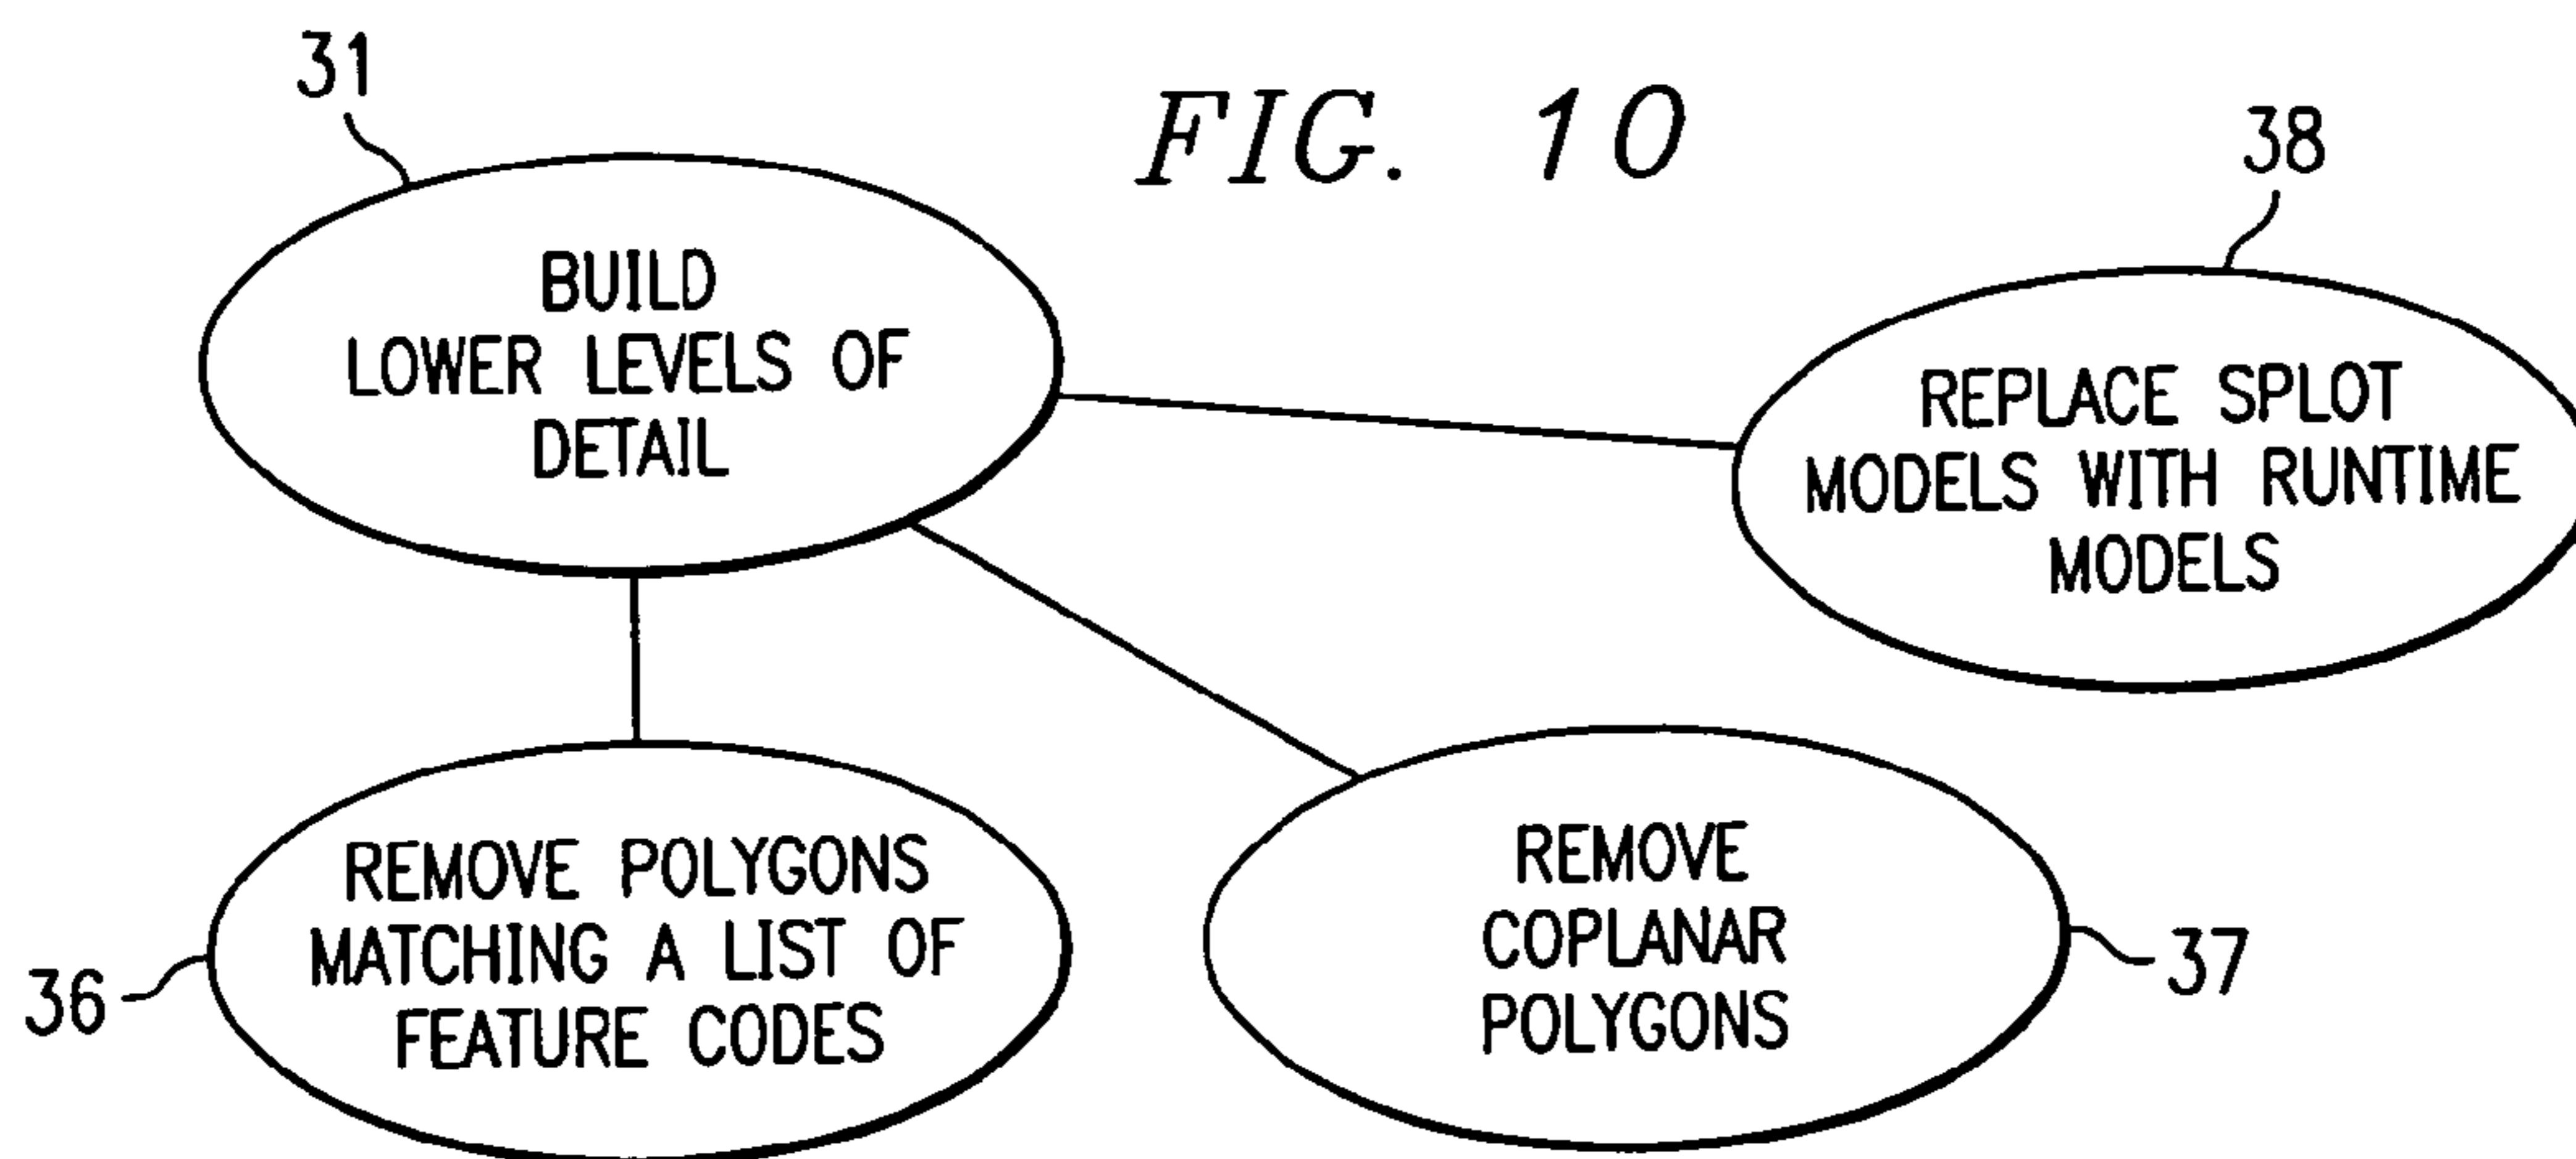 31
FIG. 10
38
BUILD
LOWER LEVELS OF
DETAIL
REPLACE SPLOT
MODELS WITH RUNTIME
MODELS
REMOVE POLYGONS
MATCHING A LIST OF
FEATURE CODES
36
REMOVE
COPLANAR
POLYGONS
37